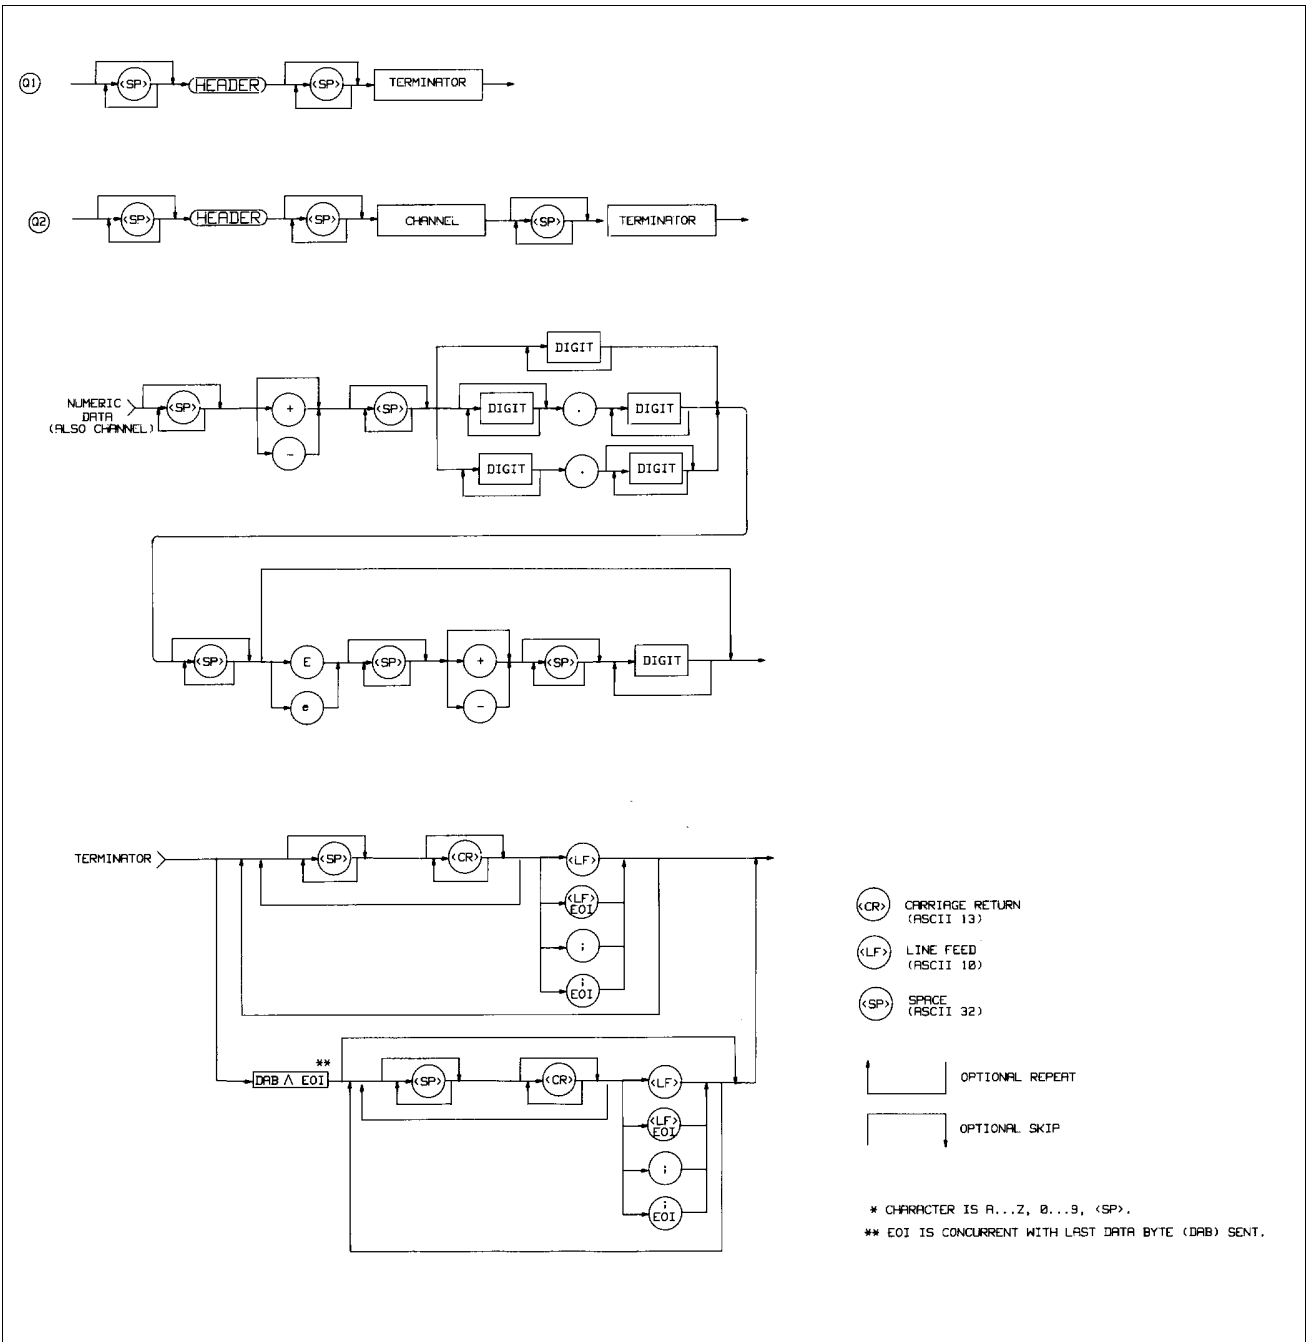 Q1 <SP> HEADER <SP> TERMINATOR
Q2 <SP> HEADER <SP> CHANNEL <SP> TERMINATOR
DIGIT
NUMERIC
DATA
(ALSO CHANNEL)
<SP> + <SP> DIGIT . DIGIT
- DIGIT . DIGIT
<SP> E <SP> + <SP> DIGIT
e -
TERMINATOR <SP> <CR> <LF>
<LF>
EOI
;
;
EOI
**
DAB Λ EOI <SP> <CR> <LF>
<LF>
EOI
;
;
EOI
<CR> CARRIAGE RETURN
(ASCII 13)
<LF> LINE FEED
(ASCII 10)
<SP> SPACE
(ASCII 32)
OPTIONAL REPEAT
OPTIONAL SKIP
* CHARACTER IS A...Z, 0...9, <SP>.
** EOI IS CONCURRENT WITH LAST DATA BYTE (DAB) SENT.